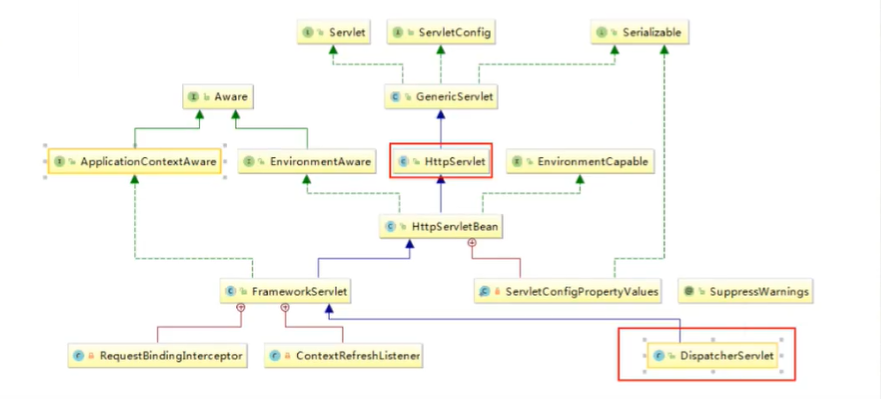 Servlet
ServletConfig
Serializable
Aware
GenericServlet
ApplicationContextAware
EnvironmentAware
HttpServlet
EnvironmentCapable
HttpServletBean
FrameworkServlet
ServletConfigPropertyValues
SuppressWarnings
RequestBindingInterceptor
ContextRefreshListener
DispatcherServlet